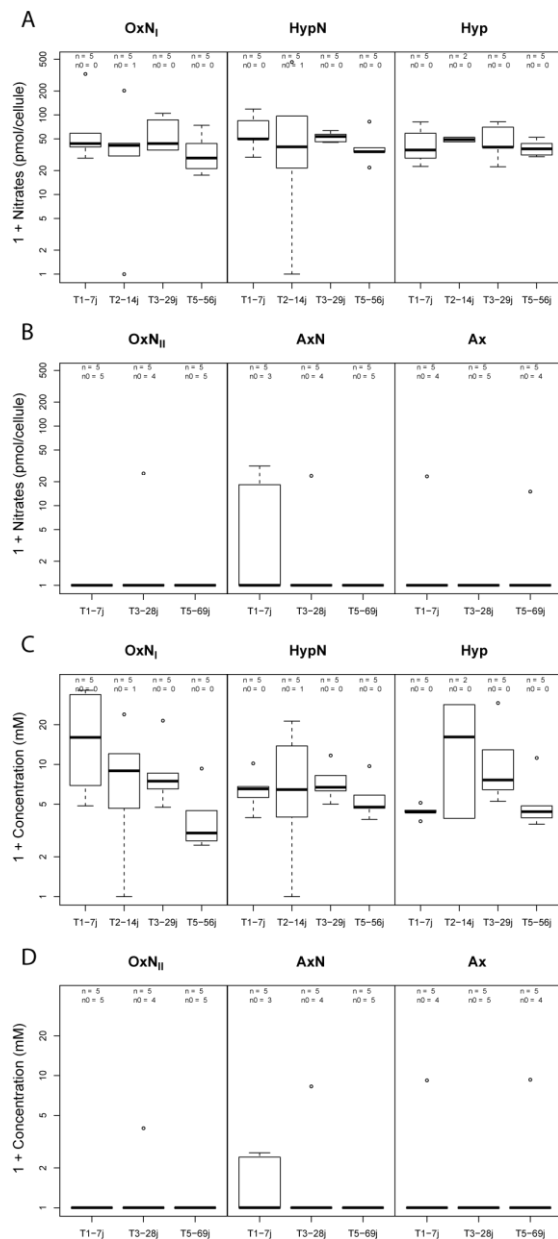 A
OxN_I HypN Hyp
n = 5 n = 5 n = 5 n = 5 n = 5 n = 5 n = 5 n = 5 n = 5 n = 2 n = 5 n = 5
n0 = 0 n0 = 1 n0 = 0 n0 = 0 n0 = 0 n0 = 1 n0 = 0 n0 = 0 n0 = 0 n0 = 0 n0 = 0 n0 = 0
1 + Nitrates (pmol/cellule)
500
200
100
50
20
10
5
2
1
T1-7j T2-14j T3-29j T5-56j T1-7j T2-14j T3-29j T5-56j T1-7j T2-14j T3-29j T5-56j
B
OxN_II AxN Ax
n = 5 n = 5 n = 5 n = 5 n = 5 n = 5 n = 5 n = 5 n = 5
n0 = 5 n0 = 4 n0 = 5 n0 = 3 n0 = 4 n0 = 5 n0 = 4 n0 = 5 n0 = 4
1 + Nitrates (pmol/cellule)
500
200
100
50
20
10
5
2
1
T1-7j T3-28j T5-69j T1-7j T3-28j T5-69j T1-7j T3-28j T5-69j
C
OxN_I HypN Hyp
n = 5 n = 5 n = 5 n = 5 n = 5 n = 5 n = 5 n = 5 n = 5 n = 2 n = 5 n = 5
n0 = 0 n0 = 1 n0 = 0 n0 = 0 n0 = 0 n0 = 1 n0 = 0 n0 = 0 n0 = 0 n0 = 0 n0 = 0 n0 = 0
1 + Concentration (mM)
20
10
5
2
1
T1-7j T2-14j T3-29j T5-56j T1-7j T2-14j T3-29j T5-56j T1-7j T2-14j T3-29j T5-56j
D
OxN_II AxN Ax
n = 5 n = 5 n = 5 n = 5 n = 5 n = 5 n = 5 n = 5 n = 5
n0 = 5 n0 = 4 n0 = 5 n0 = 3 n0 = 4 n0 = 5 n0 = 4 n0 = 5 n0 = 4
1 + Concentration (mM)
20
10
5
2
1
T1-7j T3-28j T5-69j T1-7j T3-28j T5-69j T1-7j T3-28j T5-69j